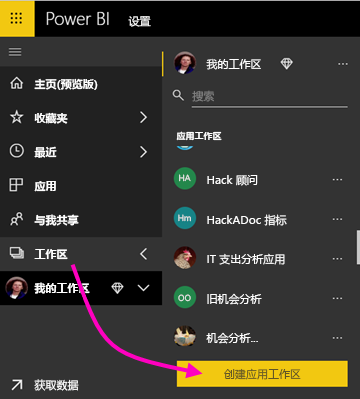 Power BI 设置
主页(预览版)
收藏夹
最近
应用
与我共享
工作区
我的工作区
获取数据
我的工作区
搜索
应用工作区
HA Hack 顾问
Hm HackADoc 指标
IT 支出分析应用
OO 旧机会分析
机会分析...
创建应用工作区